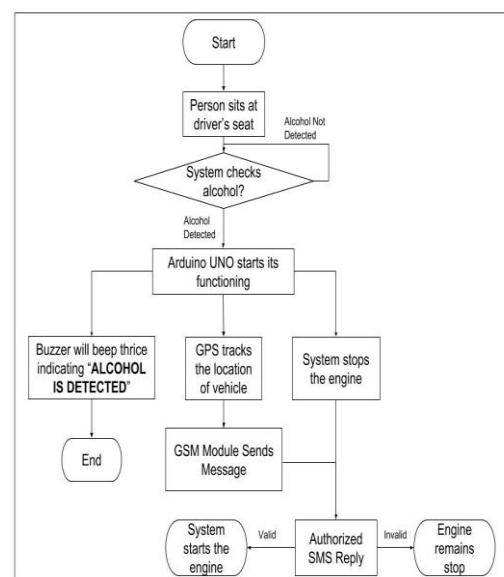 Start
Person sits at
driver's seat
Alcohol Not
Detected
System checks
alcohol?
Alcohol
Detected
Arduino UNO starts its
functioning
Buzzer will beep thrice
indicating “ALCOHOL
IS DETECTED”
GPS tracks
the location
of vehicle
System stops
the engine
End
GSM Module Sends
Message
System
starts the
engine
Valid
Authorized
SMS Reply
Invalid
Engine
remains
stop